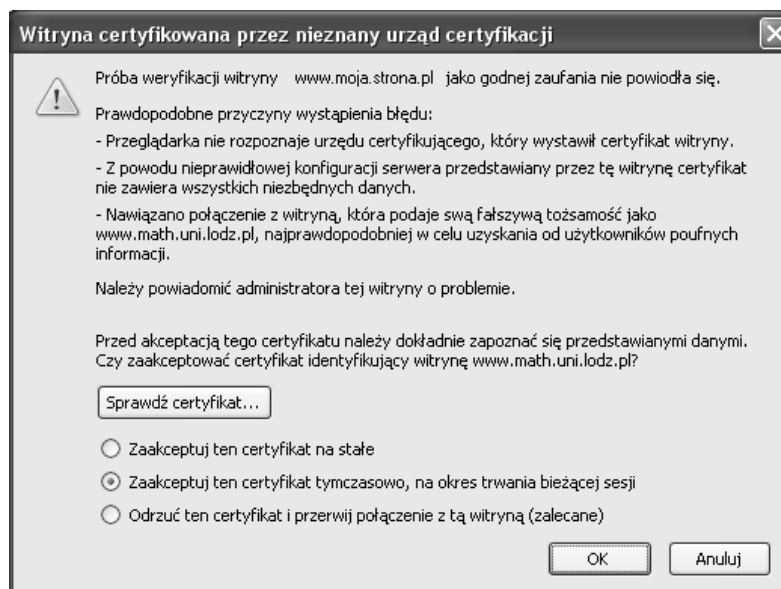 Witryna certyfikowana przez nieznany urząd certyfikacji
Próba weryfikacji witryny www.moja.strona.pl jako godnej zaufania nie powiodła się.
Prawdopodobne przyczyny wystąpienia błędu:
- Przeglądarka nie rozpoznaje urzędu certyfikującego, który wystawił certyfikat witryny.
- Z powodu nieprawidłowej konfiguracji serwera przedstawiany przez tę witrynę certyfikat
nie zawiera wszystkich niezbędnych danych.
- Nawiązano połączenie z witryną, która podaje swą fałszywą tożsamość jako
www.math.uni.lodz.pl, najprawdopodobniej w celu uzyskania od użytkowników poufnych
informacji.
Należy powiadomić administratora tej witryny o problemie.
Przed akceptacją tego certyfikatu należy dokładnie zapoznać się przedstawianymi danymi.
Czy zaakceptować certyfikat identyfikujący witrynę www.math.uni.lodz.pl?
Sprawdź certyfikat...
Zaakceptuj ten certyfikat na stałe
Zaakceptuj ten certyfikat tymczasowo, na okres trwania bieżącej sesji
Odrzuć ten certyfikat i przerwij połączenie z tą witryną (zalecane)
OK Anuluj